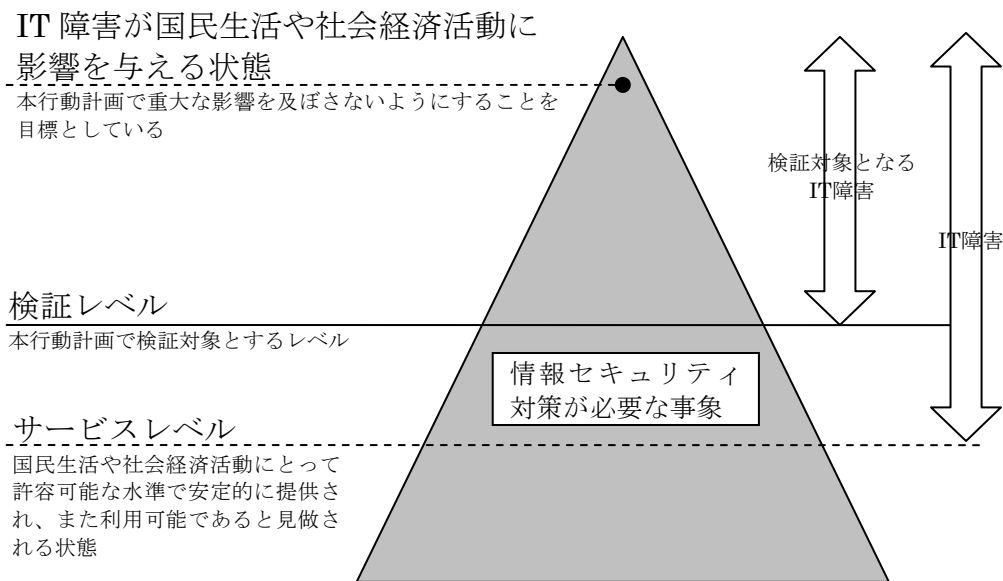 IT 障害が国民生活や社会経済活動に
影響を与える状態
本行動計画で重大な影響を及ぼさないようにすることを
目標としている
検証対象となる
IT障害
IT障害
検証レベル
本行動計画で検証対象とするレベル
情報セキュリティ
対策が必要な事象
サービスレベル
国民生活や社会経済活動にとって
許容可能な水準で安定的に提供さ
れ、また利用可能であると見做さ
れる状態